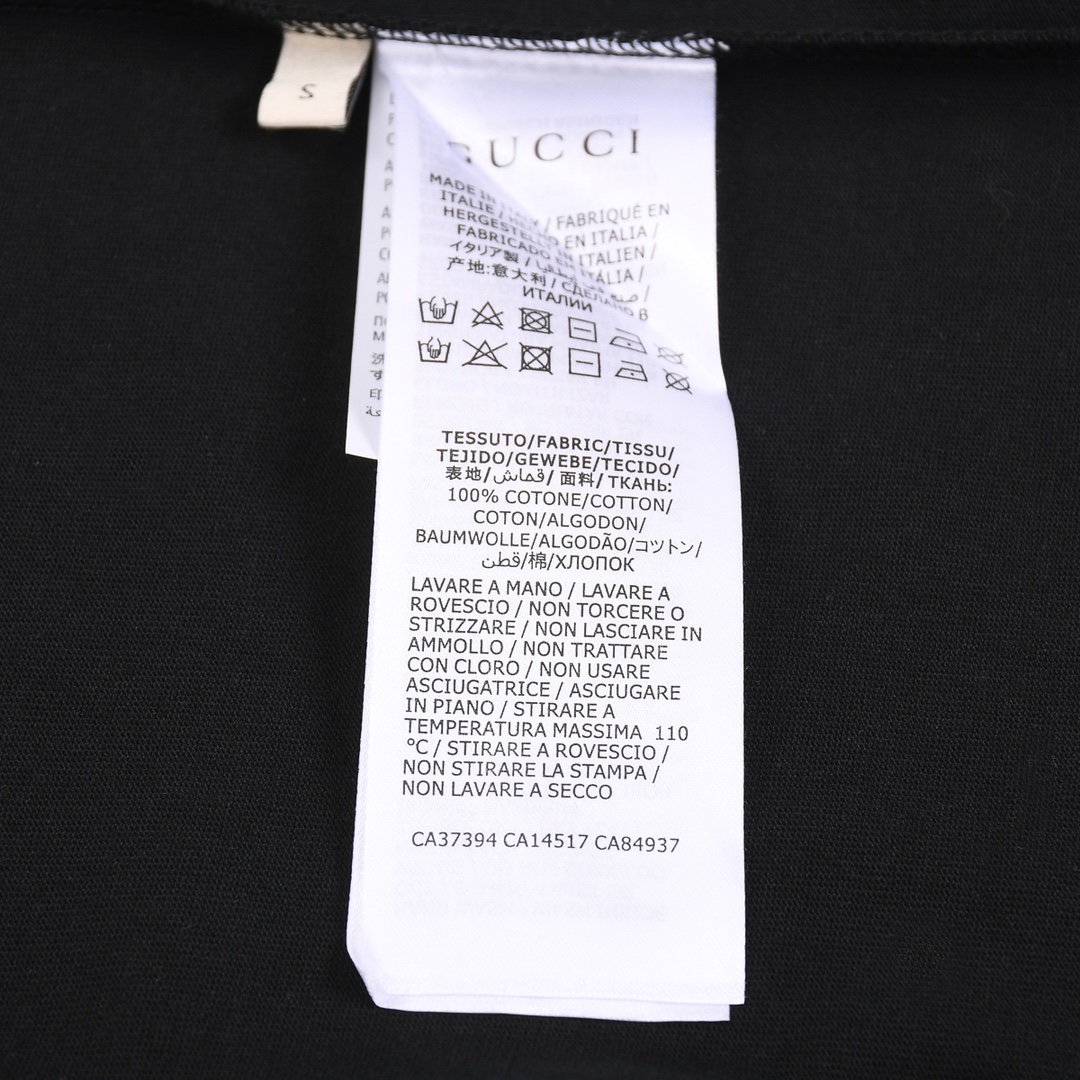 S
GUCCI
MADE IN ITALY / FABRIQUÉ EN
ITALIE / EN ITALIA /
HERGESTELLT EN ITALIEN /
FABRICADO EN ITÁLIA /
イタリア製 /
产地:意大利 / СДЕЛАНО В
ИТАЛИИ
TESSUTO/FABRIC/TISSU/
TEJIDO/GEWEBE/TECIDO/
表地/قماش/面料/ТКАНЬ:
100% COTONE/COTTON/
COTON/ALGODON/
BAUMWOLLE/ALGODÃO/コットン/
قطن/棉/ХЛОПОК
LAVARE A MANO / LAVARE A
ROVESCIO / NON TORCERE O
STRIZZARE / NON LASCIARE IN
AMMOLLO / NON TRATTARE
CON CLORO / NON USARE
ASCIUGATRICE / ASCIUGARE
IN PIANO / STIRARE A
TEMPERATURA MASSIMA 110
°C / STIRARE A ROVESCIO /
NON STIRARE LA STAMPA /
NON LAVARE A SECCO
CA37394 CA14517 CA84937